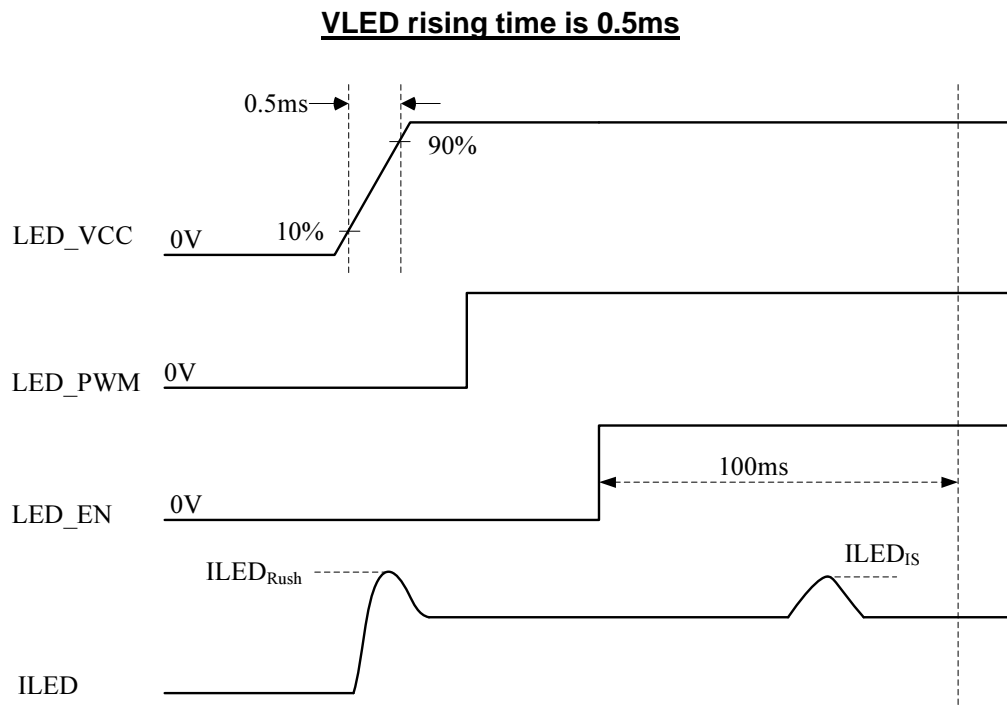 VLED rising time is 0.5ms
0.5ms
90%
10%
LED_VCC
0V
0V
LED_PWM
100ms
0V
LED_EN
ILED_Rush
ILED_IS
ILED